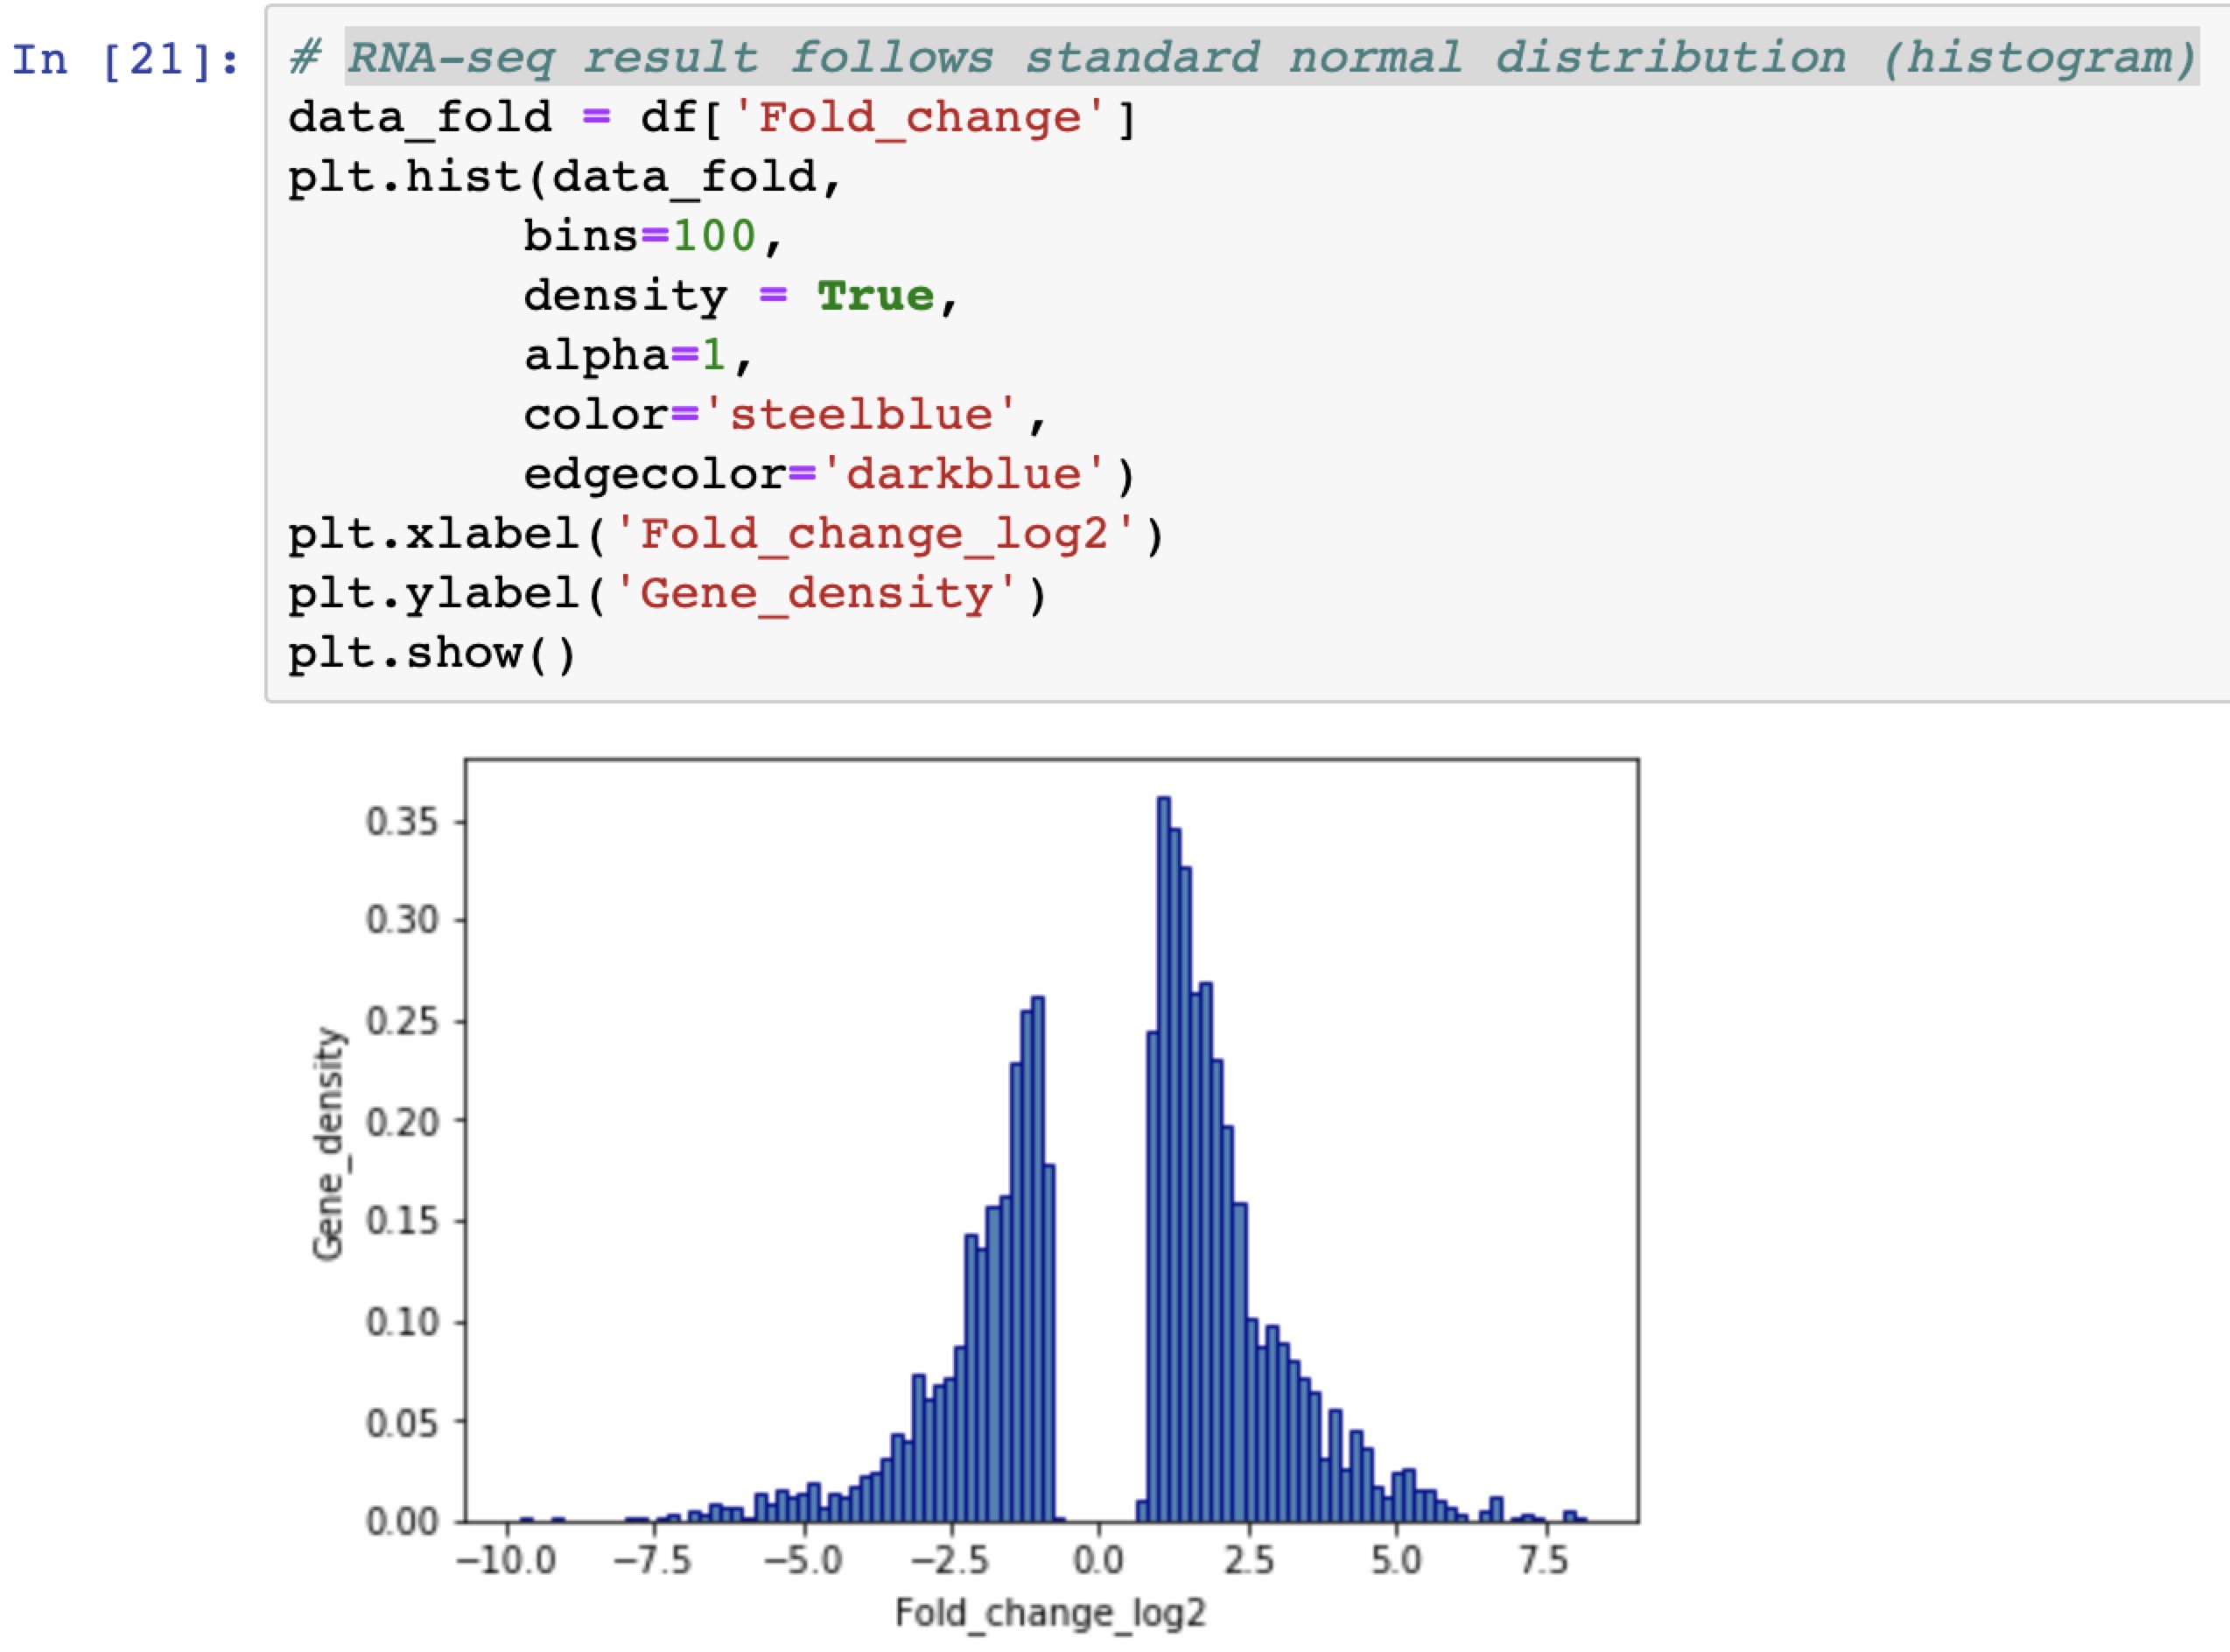 In [21]:
# RNA-seq result follows standard normal distribution (histogram)
data_fold = df['Fold_change']
plt.hist(data_fold,
        bins=100,
        density = True,
        alpha=1,
        color='steelblue',
        edgecolor='darkblue')
plt.xlabel('Fold_change_log2')
plt.ylabel('Gene_density')
plt.show()
0.35
0.30
0.25
0.20
0.15
0.10
0.05
0.00
Gene_density
−10.0 −7.5 −5.0 −2.5 0.0 2.5 5.0 7.5
Fold_change_log2